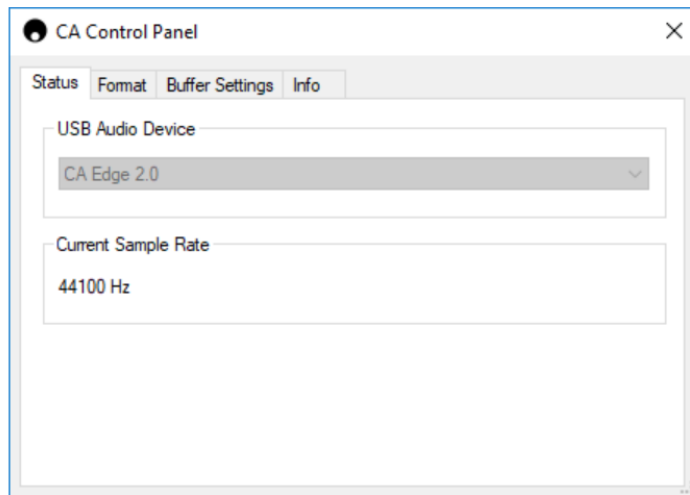 CA Control Panel
Status Format Buffer Settings Info
USB Audio Device
CA Edge 2.0
Current Sample Rate
44100 Hz